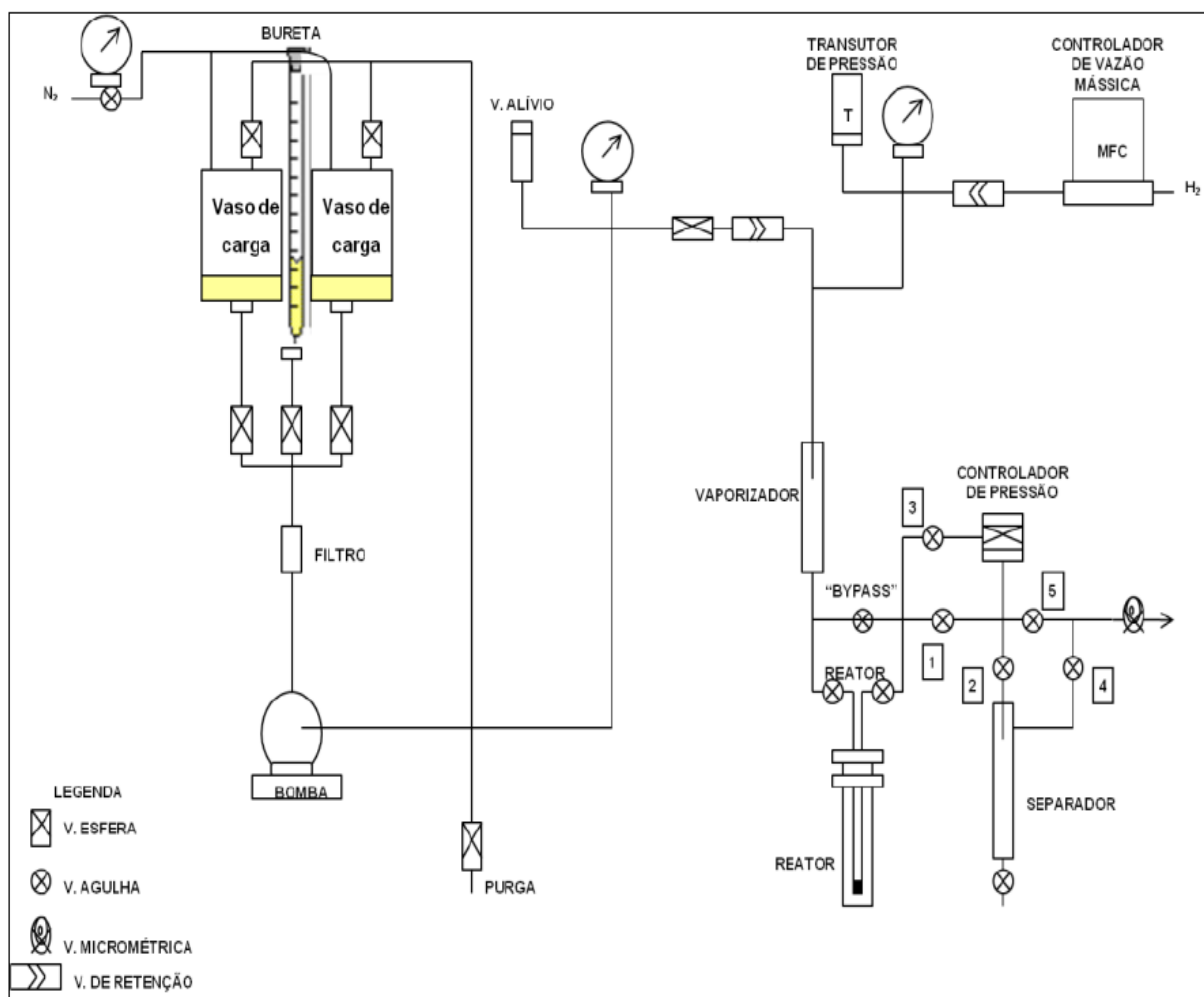 BURETA
N₂
TRANSUTOR
DE PRESSÃO
CONTROLADOR
DE VAZÃO
MÁSSICA
V. ALÍVIO
T
MFC
H₂
Vaso de
carga
Vaso de
carga
VAPORIZADOR
CONTROLADOR
DE PRESSÃO
3
FILTRO
"BYPASS"
5
1
REATOR
2
4
BOMBA
SEPARADOR
REATOR
PURGA
LEGENDA
V. ESFERA
V. AGULHA
V. MICROMÉTRICA
V. DE RETENÇÃO